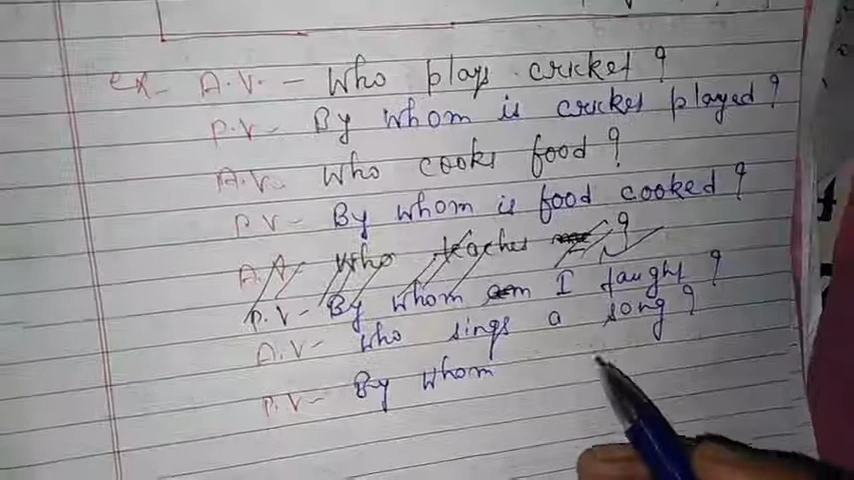 ex- A.V. - Who plays cricket ?
P.V- By whom is cricket played ?
A.V. Who cooks food ?
P.V- By whom is food cooked ?
A.V Who teaches ?
P.V- By whom am I taught ?
A.V- Who sings a song ?
P.V- By whom